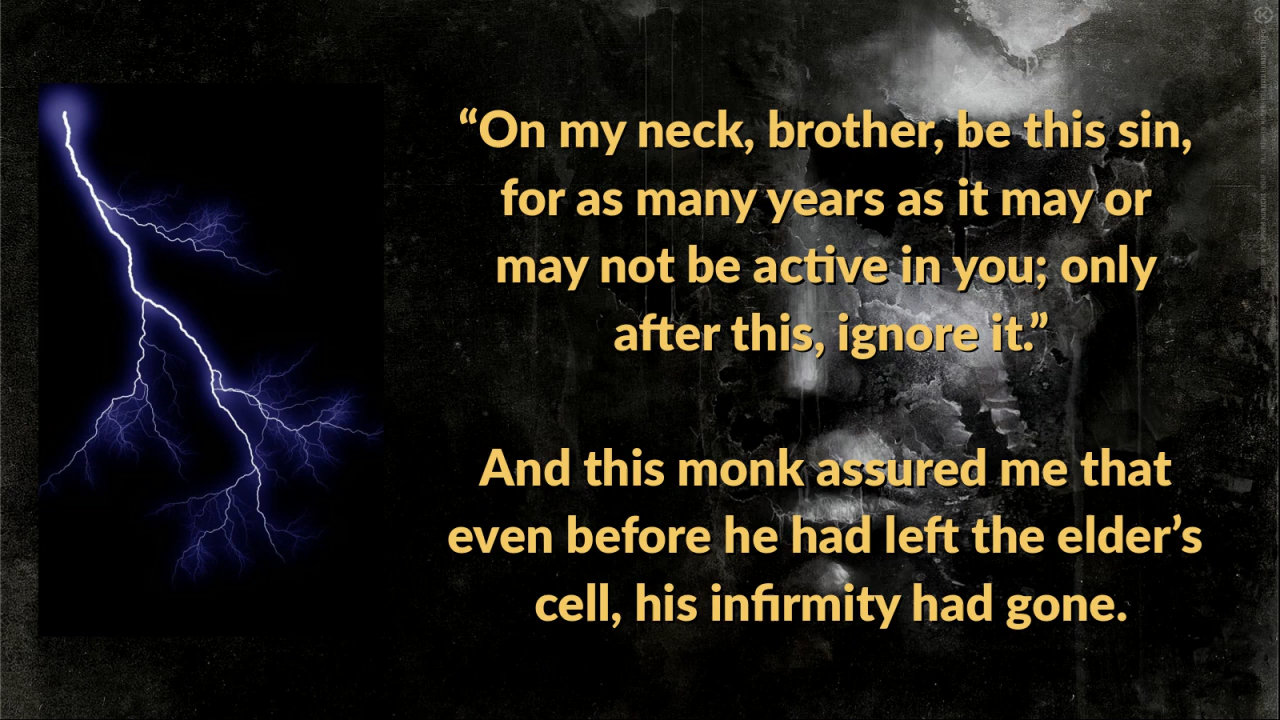 “On my neck, brother, be this sin,
for as many years as it may or
may not be active in you; only
after this, ignore it.”
And this monk assured me that
even before he had left the elder’s
cell, his infirmity had gone.